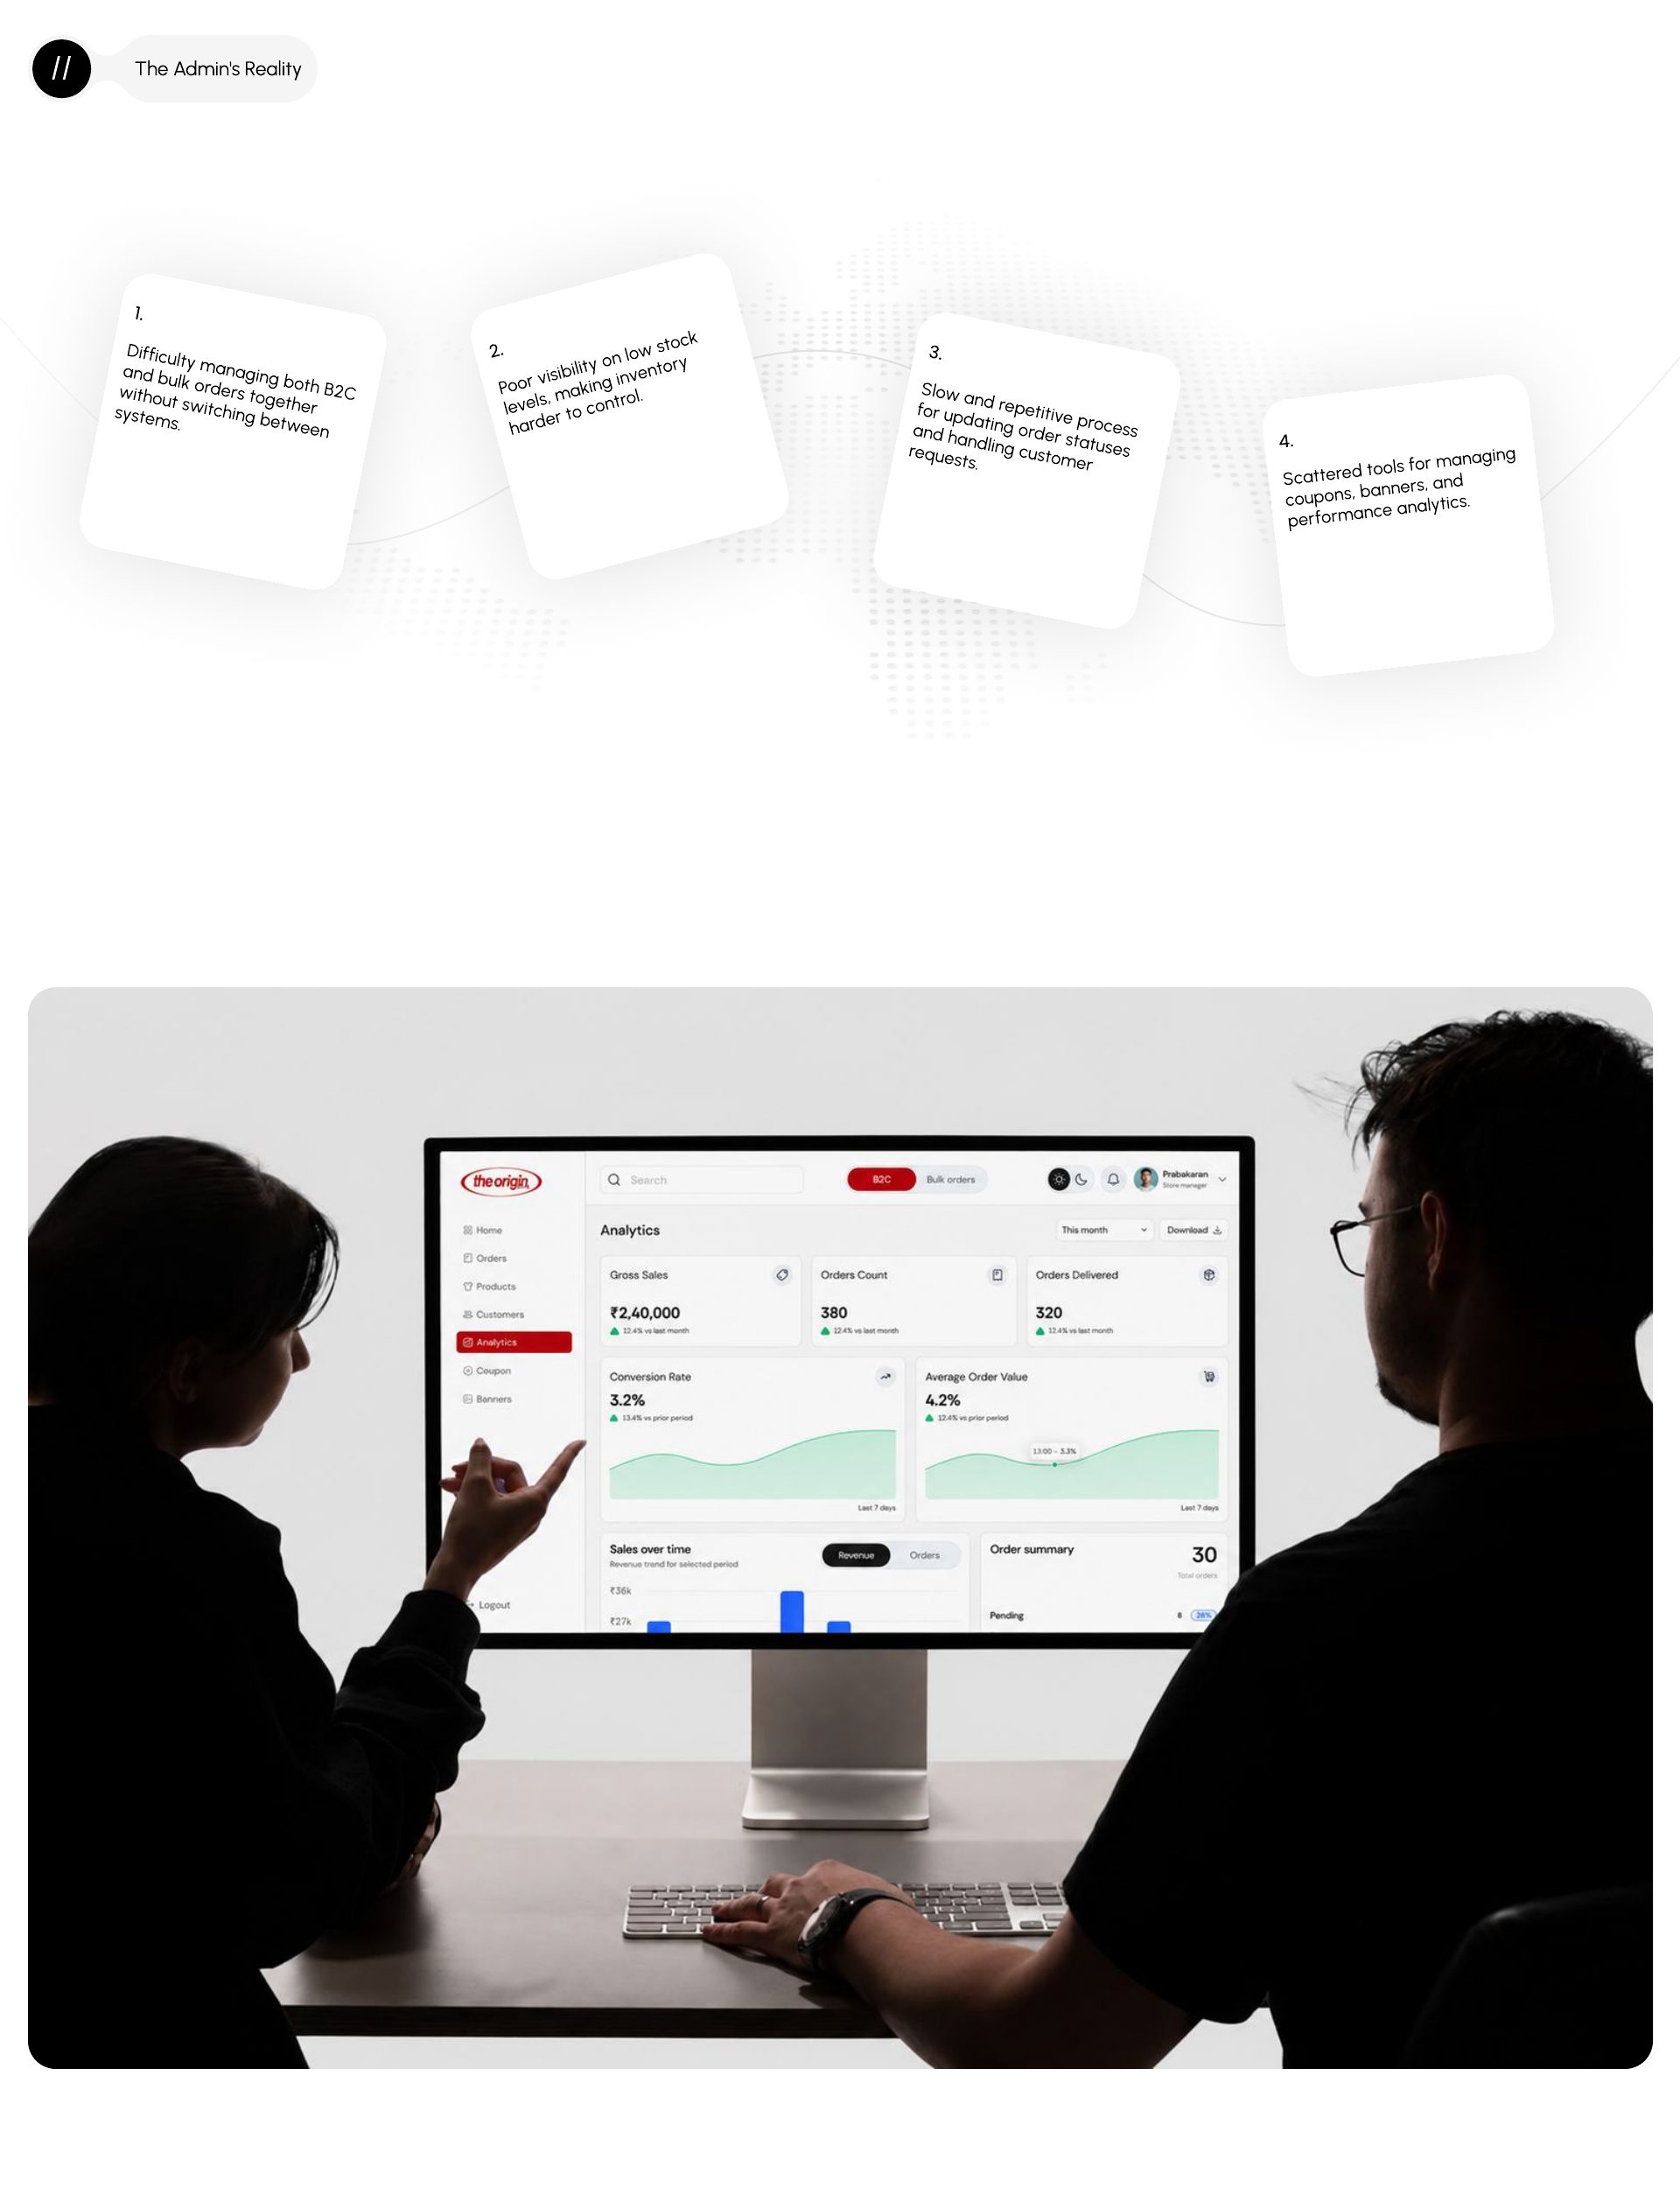 //
The Admin's Reality
1.
Difficulty managing both B2C
and bulk orders together
without switching between
systems.
2.
Poor visibility on low stock
levels, making inventory
harder to control.
3.
Slow and repetitive process
for updating order statuses
and handling customer
requests.
4.
Scattered tools for managing
coupons, banners, and
performance analytics.
the origin
Search
B2C
Bulk orders
Prabakaran
Store manager
Home
Orders
Products
Customers
Analytics
Coupon
Banners
Logout
Analytics
This month
Download
Gross Sales
₹2,40,000
12.4% vs last month
Orders Count
380
12.4% vs last month
Orders Delivered
320
12.4% vs last month
Conversion Rate
3.2%
13.4% vs prior period
Last 7 days
Average Order Value
4.2%
12.4% vs prior period
13:00 - 3.3%
Last 7 days
Sales over time
Revenue trend for selected period
Revenue
Orders
₹36k
₹27k
Order summary
30
Total orders
Pending
8
26%